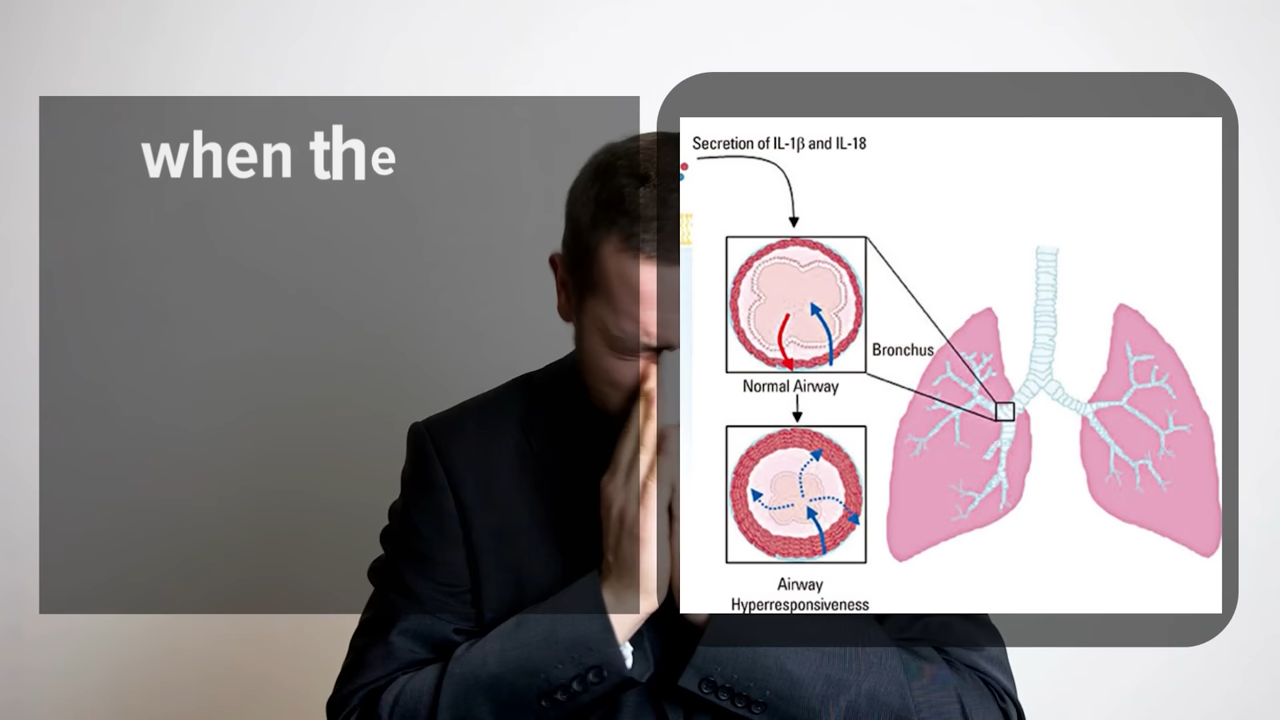 when the
Secretion of IL-1β and IL-18
Bronchus
Normal Airway
Airway
Hyperresponsiveness